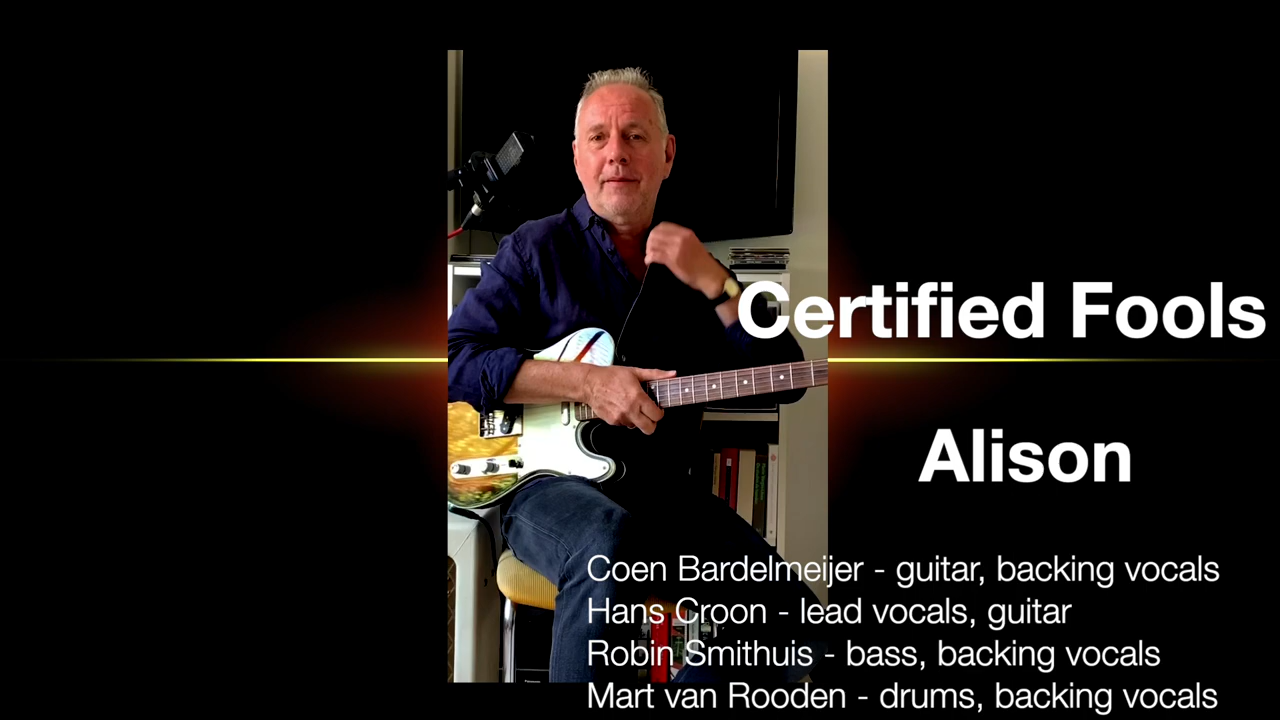 Certified Fools
Alison
Coen Bardelmeijer - guitar, backing vocals
Hans Croon - lead vocals, guitar
Robin Smithuis - bass, backing vocals
Mart van Rooden - drums, backing vocals